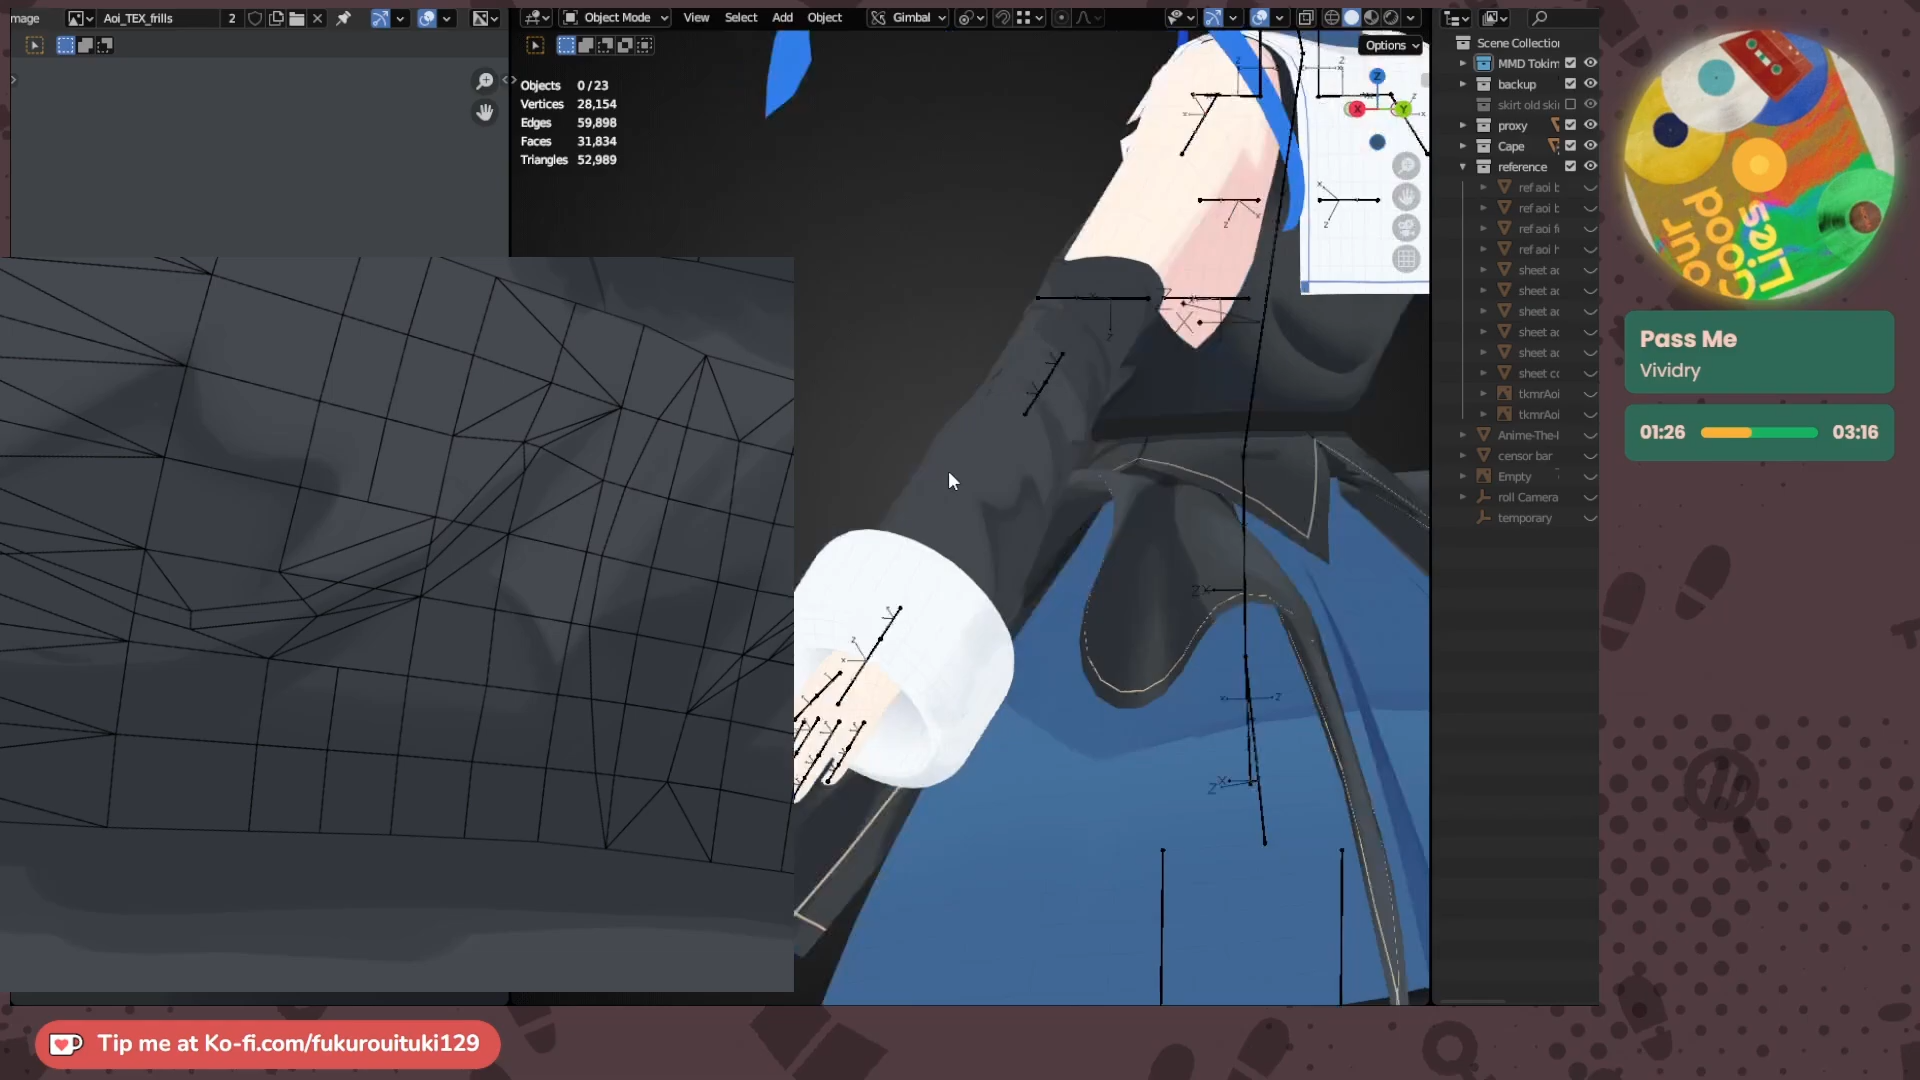 mage
Aoi_TEX_frills
2
Object Mode
View
Select
Add
Object
Gimbal
Options
Objects 0 / 23
Vertices 28,154
Edges 59,898
Faces 31,834
Triangles 52,989
Scene Collection
MMD Tokim
backup
skirt old skir
proxy
Cape
reference
ref aoi b
ref aoi b
ref aoi f
ref aoi h
sheet ac
sheet ac
sheet ac
sheet ac
sheet ac
sheet co
tkmrAoi
tkmrAoi
Anime-The-l
censor bar
Empty
roll Camera
temporary
Z
X
Y
our
Good
Lies
Pass Me
Vividry
01:26
03:16
Tip me at Ko-fi.com/fukurouituki129